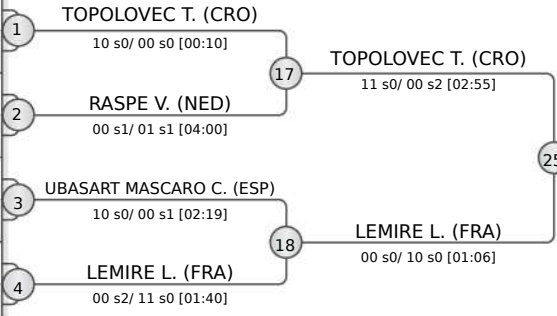 TOPOLOVEC T. (CRO)
1
10 s0/ 00 s0 [00:10]
17
TOPOLOVEC T. (CRO)
11 s0/ 00 s2 [02:55]
RASPE V. (NED)
2
00 s1/ 01 s1 [04:00]
25
UBASART MASCARO C. (ESP)
3
10 s0/ 00 s1 [02:19]
18
LEMIRE L. (FRA)
00 s0/ 10 s0 [01:06]
LEMIRE L. (FRA)
4
00 s2/ 11 s0 [01:40]